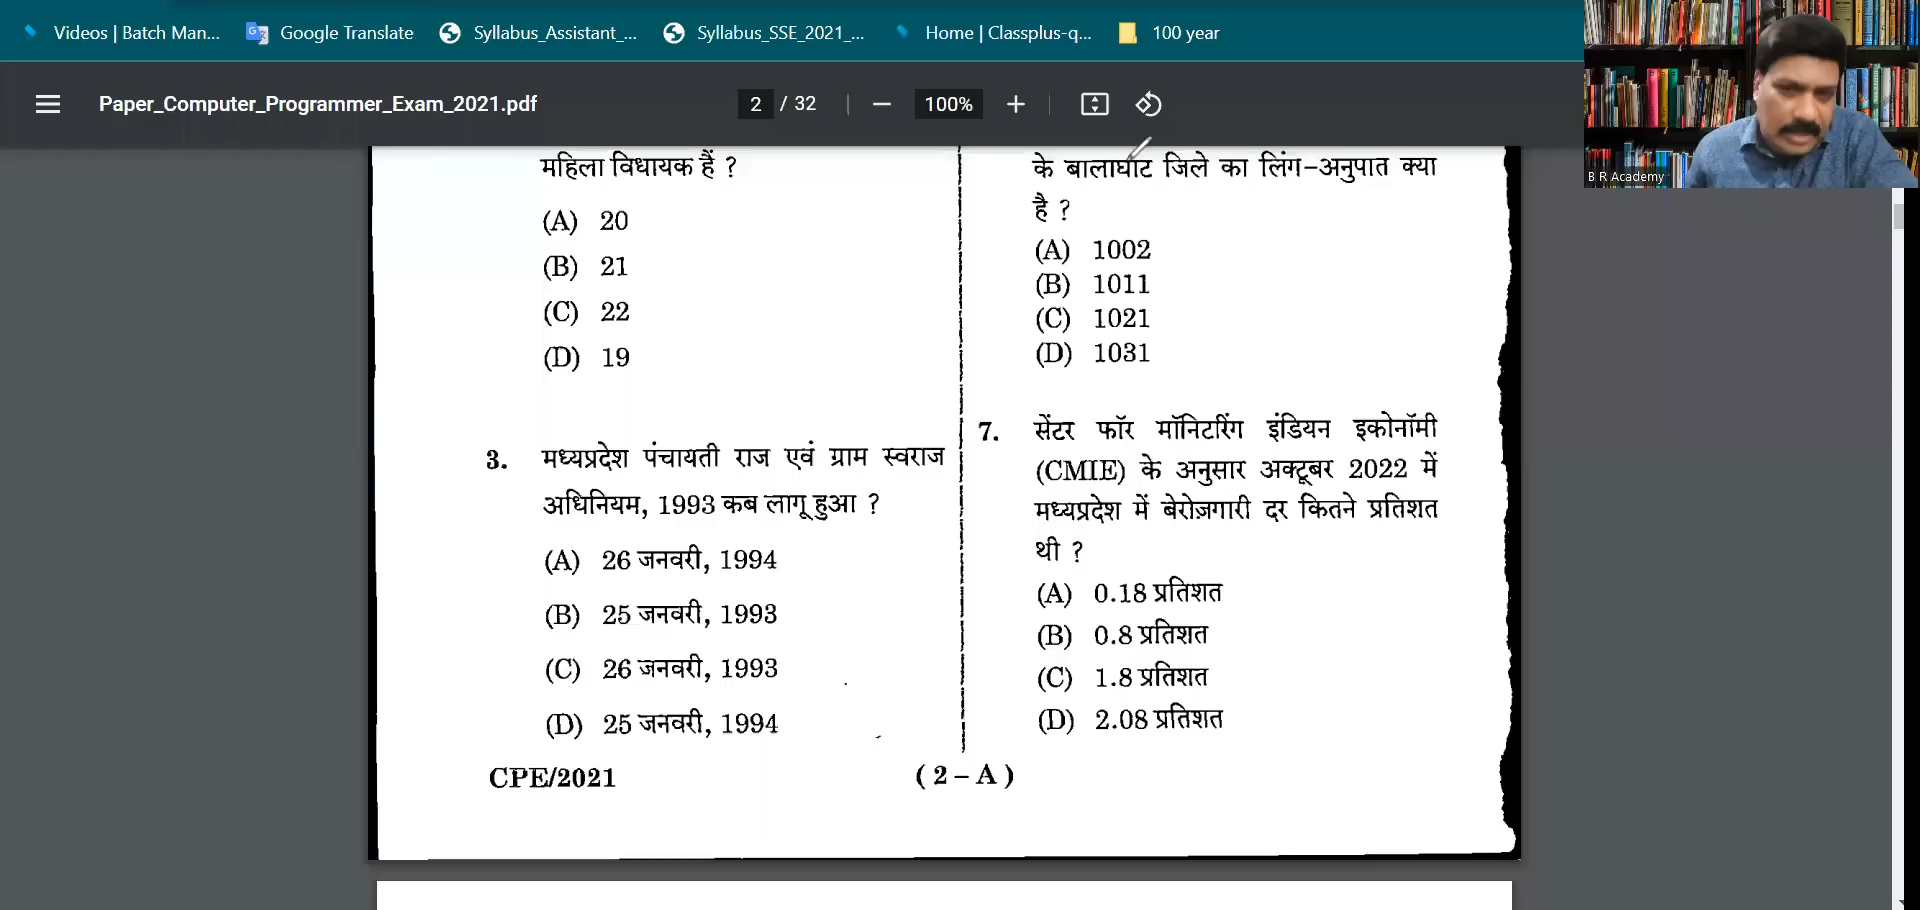 Videos | Batch Man...
Google Translate
Syllabus_Assistant_...
Syllabus_SSE_2021_...
Home | Classplus-q...
100 year
Paper_Computer_Programmer_Exam_2021.pdf
2 / 32
100%
B R Academy
महिला विधायक हैं ?
(A) 20
(B) 21
(C) 22
(D) 19
3. मध्यप्रदेश पंचायती राज एवं ग्राम स्वराज
अधिनियम, 1993 कब लागू हुआ ?
(A) 26 जनवरी, 1994
(B) 25 जनवरी, 1993
(C) 26 जनवरी, 1993
(D) 25 जनवरी, 1994
के बालाघाट जिले का लिंग-अनुपात क्या
है ?
(A) 1002
(B) 1011
(C) 1021
(D) 1031
7. सेंटर फॉर मॉनिटरिंग इंडियन इकोनॉमी
(CMIE) के अनुसार अक्टूबर 2022 में
मध्यप्रदेश में बेरोज़गारी दर कितने प्रतिशत
थी ?
(A) 0.18 प्रतिशत
(B) 0.8 प्रतिशत
(C) 1.8 प्रतिशत
(D) 2.08 प्रतिशत
CPE/2021
( 2 – A )